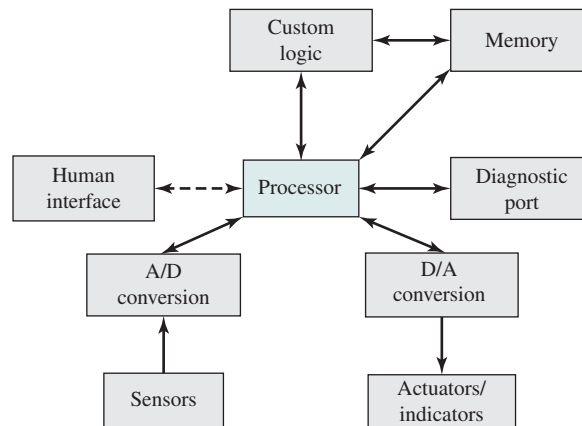 Custom
logic
Memory
Human
interface
Processor
Diagnostic
port
A/D
conversion
D/A
conversion
Sensors
Actuators/
indicators